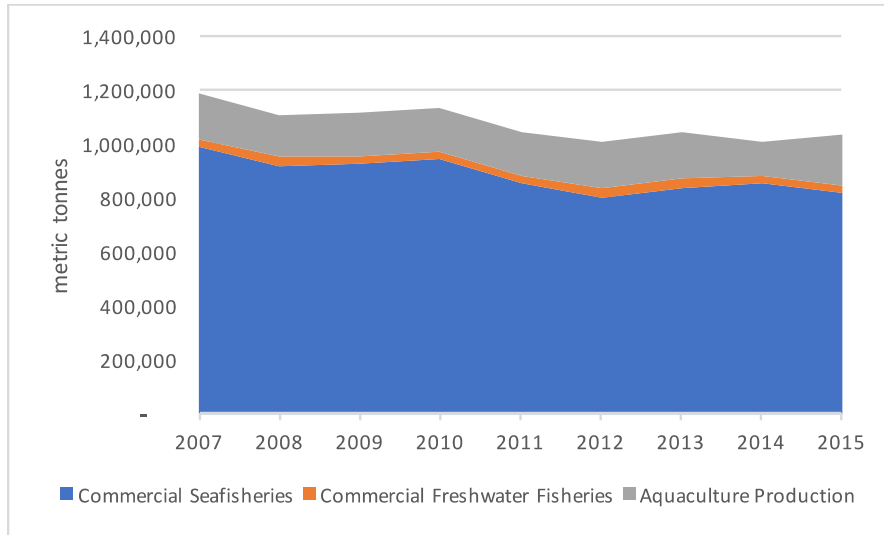 1,400,000
1,200,000
1,000,000
800,000
600,000
400,000
200,000
-
metric tonnes
2007 2008 2009 2010 2011 2012 2013 2014 2015
Commercial Seafisheries Commercial Freshwater Fisheries Aquaculture Production